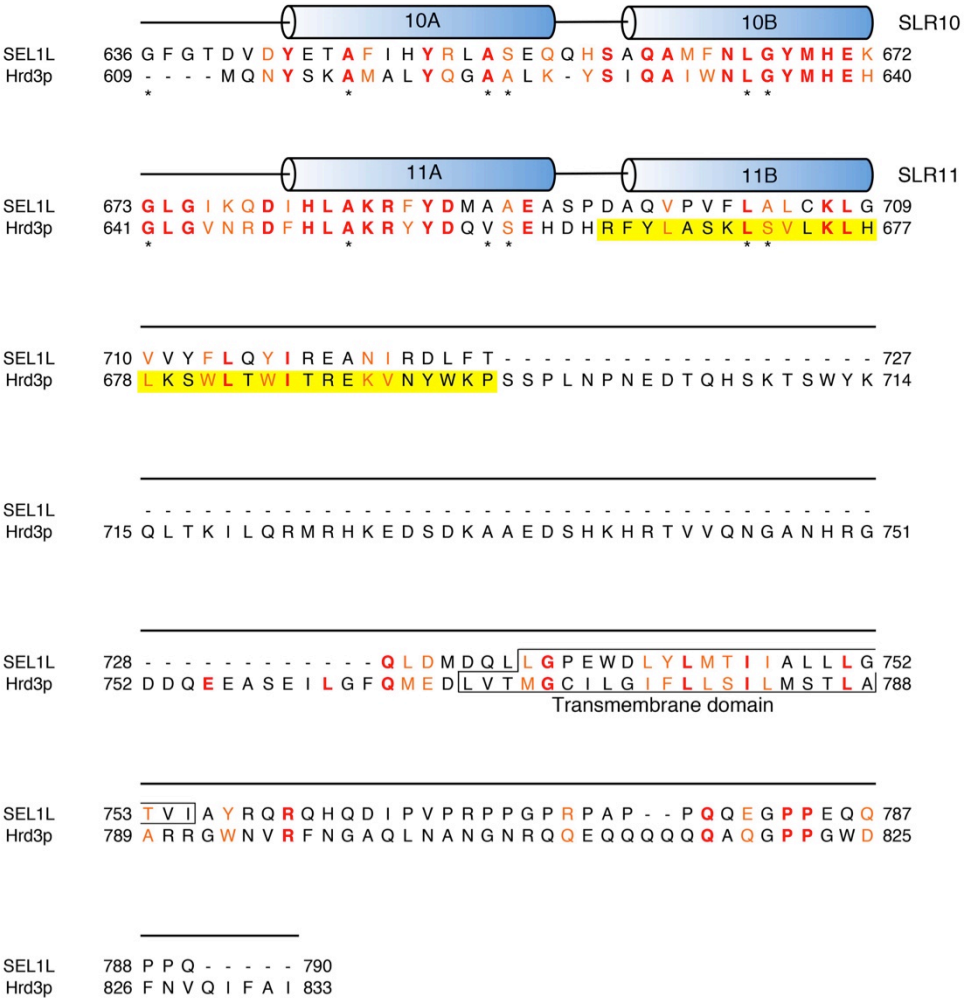 10A 10B SLR10
SEL1L 636 G F G T D V D Y E T A F I H Y R L A S E Q Q H S A Q A M F N L G Y M H E K 672
Hrd3p 609 - - - - M Q N Y S K A M A L Y Q G A A L K - Y S I Q A I W N L G Y M H E H 640
* * * * * *
11A 11B SLR11
SEL1L 673 G L G I K Q D I H L A K R F Y D M A A E A S P D A Q V P V F L A L C K L G 709
Hrd3p 641 G L G V N R D F H L A K R Y Y D Q V S E H D H R F Y L A S K L S V L K L H 677
* * * * * *
SEL1L 710 V V Y F L Q Y I R E A N I R D L F T - - - - - - - - - - - - - - - - - - - 727
Hrd3p 678 L K S W L T W I T R E K V N Y W K P S S P L N P N E D T Q H S K T S W Y K 714
SEL1L - - - - - - - - - - - - - - - - - - - - - - - - - - - - - - - - - - - - -
Hrd3p 715 Q L T K I L Q R M R H K E D S D K A A E D S H K H R T V V Q N G A N H R G 751
SEL1L 728 - - - - - - - - - - - - Q L D M D Q L L G P E W D L Y L M T I I A L L L G 752
Hrd3p 752 D D Q E E A S E I L G F Q M E D L V T M G C I L G I F L L S I L M S T L A 788
Transmembrane domain
SEL1L 753 T V I A Y R Q R Q H Q D I P V P R P P G P R P A P - - P Q Q E G P P E Q Q 787
Hrd3p 789 A R R G W N V R F N G A Q L N A N G N R Q Q E Q Q Q Q Q Q A Q G P P G W D 825
SEL1L 788 P P Q - - - - - 790
Hrd3p 826 F N V Q I F A I 833